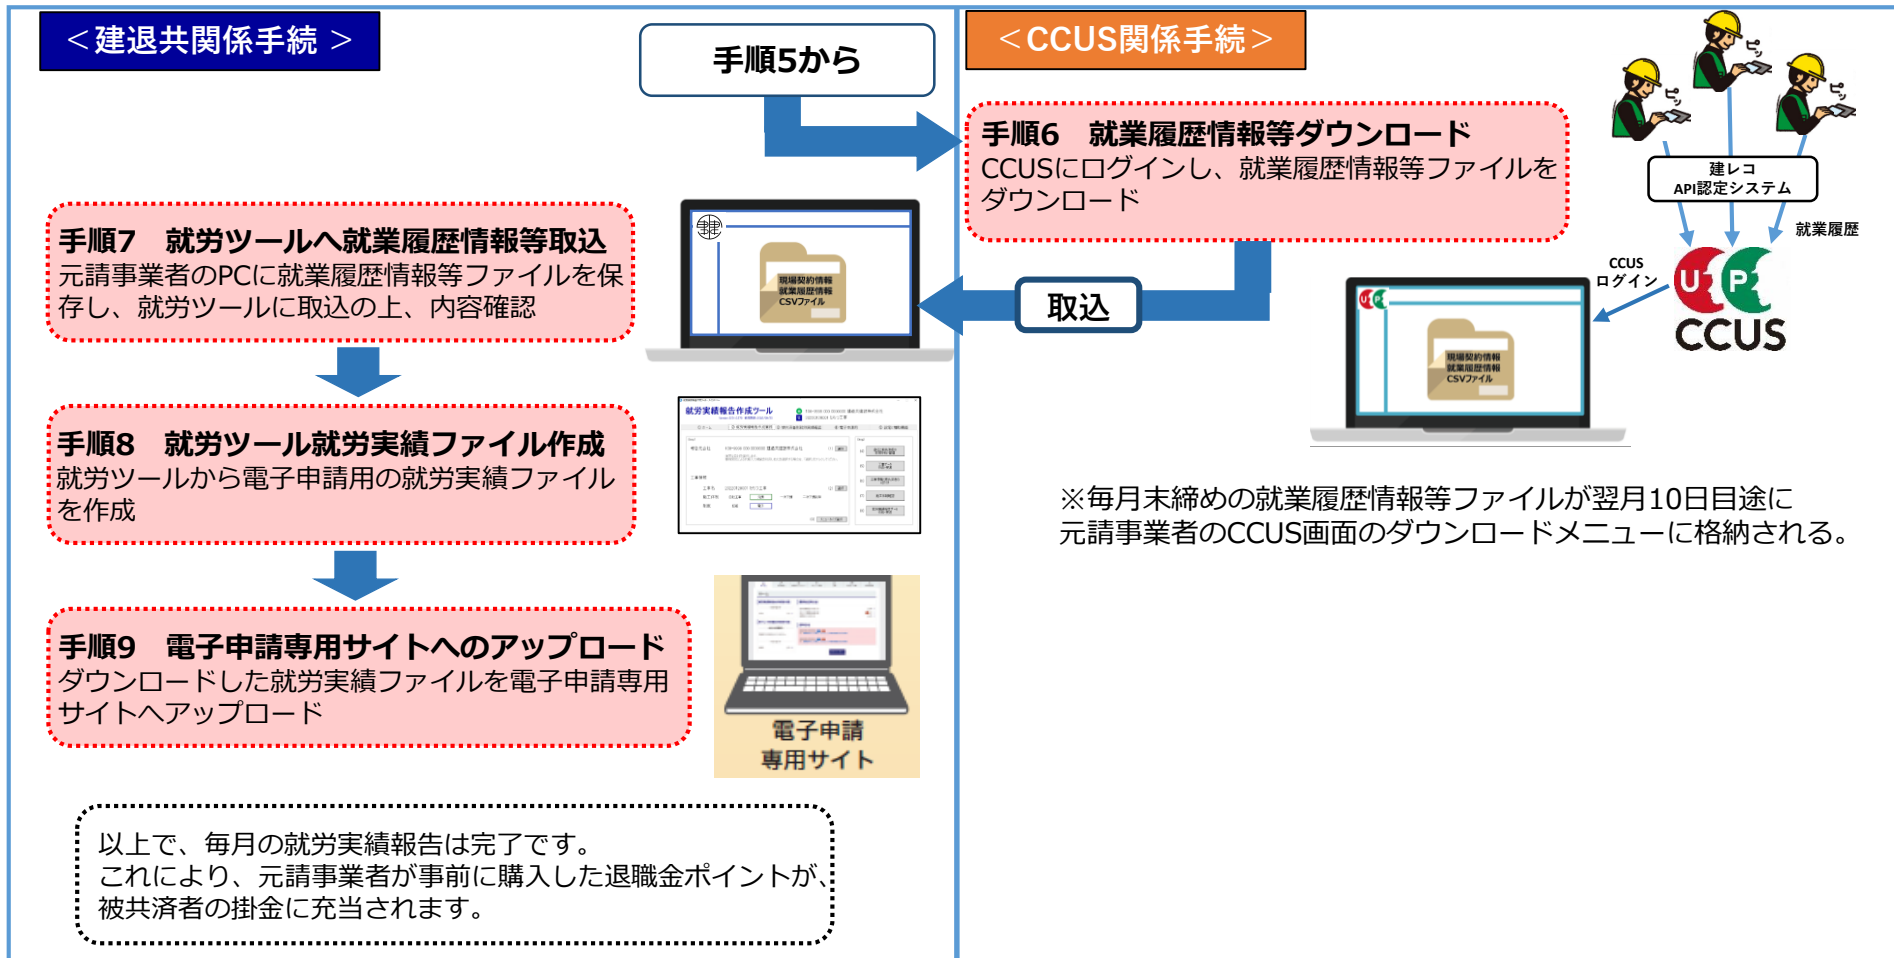 ＜建退共関係手続 ＞
手順5から
＜CCUS関係手続＞
ピッ
ピッ
ピッ
建レコ
API認定システム
就業履歴
CCUS
ログイン
CCUS
手順6　就業履歴情報等ダウンロード
CCUSにログインし、就業履歴情報等ファイルを
ダウンロード
現場契約情報
就業履歴情報
CSVファイル
取込
手順7　就労ツールへ就業履歴情報等取込
元請事業者のPCに就業履歴情報等ファイルを保
存し、就労ツールに取込の上、内容確認
現場契約情報
就業履歴情報
CSVファイル
※毎月末締めの就業履歴情報等ファイルが翌月10日目途に
元請事業者のCCUS画面のダウンロードメニューに格納される。
手順8　就労ツール就労実績ファイル作成
就労ツールから電子申請用の就労実績ファイル
を作成
就労実績報告作成ツール
手順9　電子申請専用サイトへのアップロード
ダウンロードした就労実績ファイルを電子申請専用
サイトへアップロード
電子申請
専用サイト
以上で、毎月の就労実績報告は完了です。
これにより、元請事業者が事前に購入した退職金ポイントが、
被共済者の掛金に充当されます。